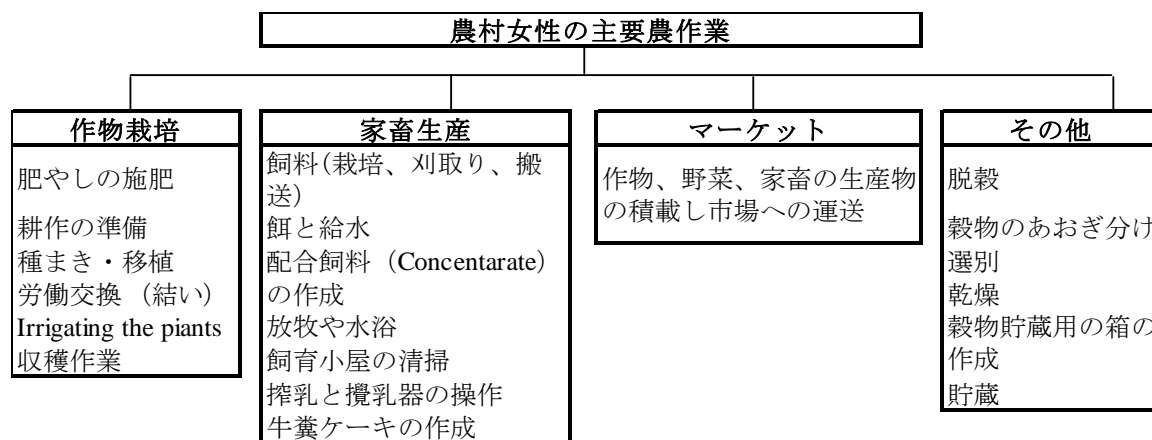 農村女性の主要農作業
作物栽培
肥やしの施肥
耕作の準備
種まき・移植
労働交換 (結い)
Irrigating the piants
収穫作業
家畜生産
飼料(栽培、刈取り、搬
送)
餌と給水
配合飼料 (Concentarate)
の作成
放牧や水浴
飼育小屋の清掃
搾乳と攪乳器の操作
牛糞ケーキの作成
マーケット
作物、野菜、家畜の生産物
の積載し市場への運送
その他
脱穀
穀物のあおぎ分け
選別
乾燥
穀物貯蔵用の箱の
作成
貯蔵